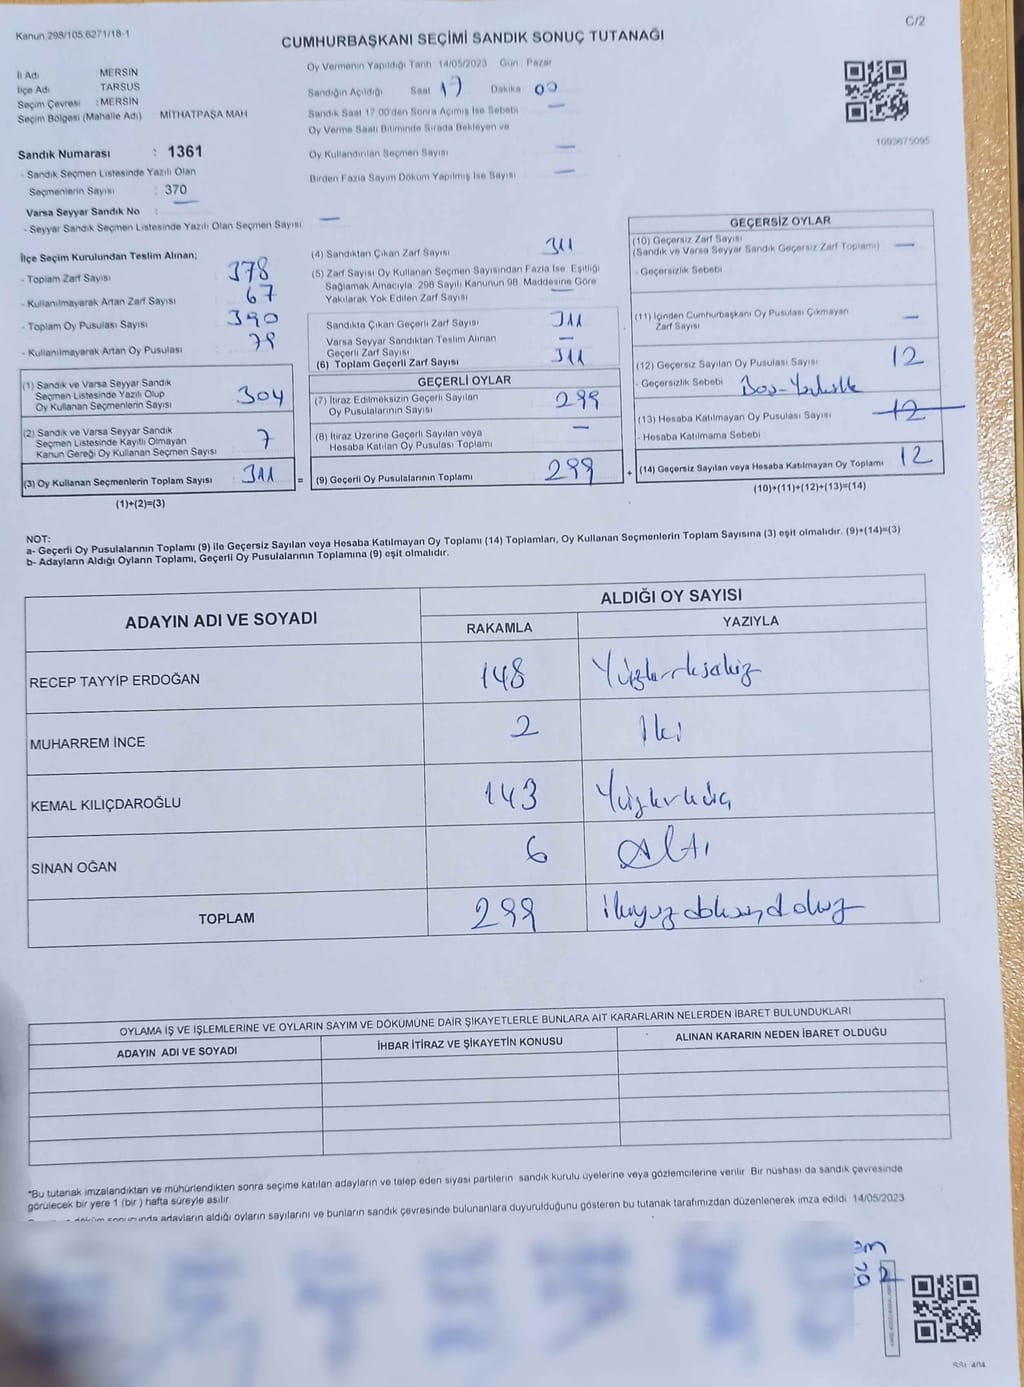 Kanun 298/105 6271/18-1
C/2
CUMHURBAŞKANI SEÇİMİ SANDIK SONUÇ TUTANAĞI
İl Adı MERSİN
İlçe Adı TARSUS
Seçim Çevresi : MERSİN
Seçim Bölgesi (Mahalle Adı) MİTHATPAŞA MAH
Oy Vermenin Yapıldığı Tarih 14/05/2023 Gün Pazar
Sandığın Açıldığı Saat 17 Dakika 00
Sandık Saat 17 00'den Sonra Açılmış İse Sebebi —
Oy Verme Saati Bitiminde Sırada Bekleyen ve
Oy Kullandırılan Seçmen Sayısı —
Birden Fazla Sayım Döküm Yapılmış İse Sayısı —
1093675095
Sandık Numarası : 1361
- Sandık Seçmen Listesinde Yazılı Olan
Seçmenlerin Sayısı : 370
Varsa Seyyar Sandık No :
- Seyyar Sandık Seçmen Listesinde Yazılı Olan Seçmen Sayısı —
İlçe Seçim Kurulundan Teslim Alınan;
- Toplam Zarf Sayısı 378
- Kullanılmayarak Artan Zarf Sayısı 67
- Toplam Oy Pusulası Sayısı 390
- Kullanılmayarak Artan Oy Pusulası 79
(1) Sandık ve Varsa Seyyar Sandık
Seçmen Listesinde Yazılı Olup
Oy Kullanan Seçmenlerin Sayısı 304
(2) Sandık ve Varsa Seyyar Sandık
Seçmen Listesinde Kayıtlı Olmayan
Kanun Gereği Oy Kullanan Seçmen Sayısı 7
(3) Oy Kullanan Seçmenlerin Toplam Sayısı 311 =
(1)+(2)=(3)
(4) Sandıktan Çıkan Zarf Sayısı 311
(5) Zarf Sayısı Oy Kullanan Seçmen Sayısından Fazla İse Eşitliği
Sağlamak Amacıyla 298 Sayılı Kanunun 98 Maddesine Göre
Yakılarak Yok Edilen Zarf Sayısı —
Sandıkta Çıkan Geçerli Zarf Sayısı 311
Varsa Seyyar Sandıktan Teslim Alınan
Geçerli Zarf Sayısı —
(6) Toplam Geçerli Zarf Sayısı 311
GEÇERLİ OYLAR
(7) İtiraz Edilmeksizin Geçerli Sayılan
Oy Pusulalarının Sayısı 299
(8) İtiraz Üzerine Geçerli Sayılan veya
Hesaba Katılan Oy Pusulası Toplamı —
(9) Geçerli Oy Pusulalarının Toplamı 299 +
GEÇERSİZ OYLAR
(10) Geçersiz Zarf Sayısı
(Sandık ve Varsa Seyyar Sandık Geçersiz Zarf Toplamı) —
- Geçersizlik Sebebi
(11) İçinden Cumhurbaşkanı Oy Pusulası Çıkmayan
Zarf Sayısı —
(12) Geçersiz Sayılan Oy Pusulası Sayısı 12
- Geçersizlik Sebebi Boş-
(13) Hesaba Katılmayan Oy Pusulası Sayısı 12
- Hesaba Katılmama Sebebi
(14) Geçersiz Sayılan veya Hesaba Katılmayan Oy Toplamı 12
(10)+(11)+(12)+(13)=(14)
NOT:
a- Geçerli Oy Pusulalarının Toplamı (9) ile Geçersiz Sayılan veya Hesaba Katılmayan Oy Toplamı (14) Toplamları, Oy Kullanan Seçmenlerin Toplam Sayısına (3) eşit olmalıdır. (9)+(14)=(3)
b- Adayların Aldığı Oyların Toplamı, Geçerli Oy Pusulalarının Toplamına (9) eşit olmalıdır.
ADAYIN ADI VE SOYADI
ALDIĞI OY SAYISI
RAKAMLA YAZIYLA
RECEP TAYYİP ERDOĞAN 148 Yüzkırksekiz
MUHARREM İNCE 2 İki
KEMAL KILIÇDAROĞLU 143 Yüzkırküç
SİNAN OĞAN 6 Altı
TOPLAM 299 ikiyüzdoksandokuz
OYLAMA İŞ VE İŞLEMLERİNE VE OYLARIN SAYIM VE DÖKÜMÜNE DAİR ŞİKAYETLERLE BUNLARA AİT KARARLARIN NELERDEN İBARET BULUNDUKLARI
ADAYIN ADI VE SOYADI İHBAR İTİRAZ VE ŞİKAYETİN KONUSU ALINAN KARARIN NEDEN İBARET OLDUĞU
*Bu tutanak imzalandıktan ve mühürlendikten sonra seçime katılan adayların ve talep eden siyasi partilerin sandık kurulu üyelerine veya gözlemcilerine verilir Bir nüshası da sandık çevresinde
görülecek bir yere 1 (bir) hafta süreyle asılır.
adayların aldığı oyların sayılarını ve bunların sandık çevresinde bulunanlara duyurulduğunu gösteren bu tutanak tarafımızdan düzenlenerek imza edildi 14/05/2023